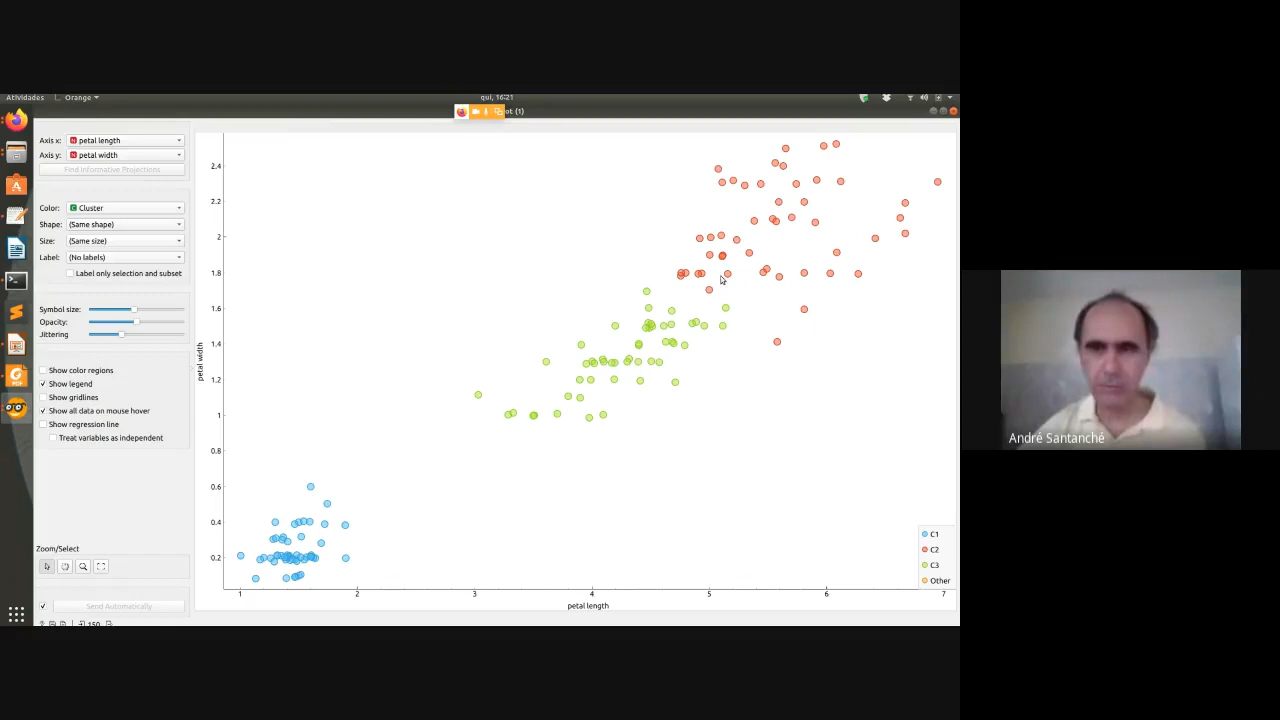 Atividades
Orange
qui, 16:21
ot (1)
Axis x:
petal length
Axis y:
petal width
Find Informative Projections
Color:
Cluster
Shape:
(Same shape)
Size:
(Same size)
Label:
(No labels)
Label only selection and subset
Symbol size:
Opacity:
Jittering
Show color regions
Show legend
Show gridlines
Show all data on mouse hover
Show regression line
Treat variables as independent
Zoom/Select
Send Automatically
150
petal width
2.4
2.2
2
1.8
1.6
1.4
1.2
1
0.8
0.6
0.4
0.2
1
2
3
4
5
6
7
petal length
C1
C2
C3
Other
André Santanchè